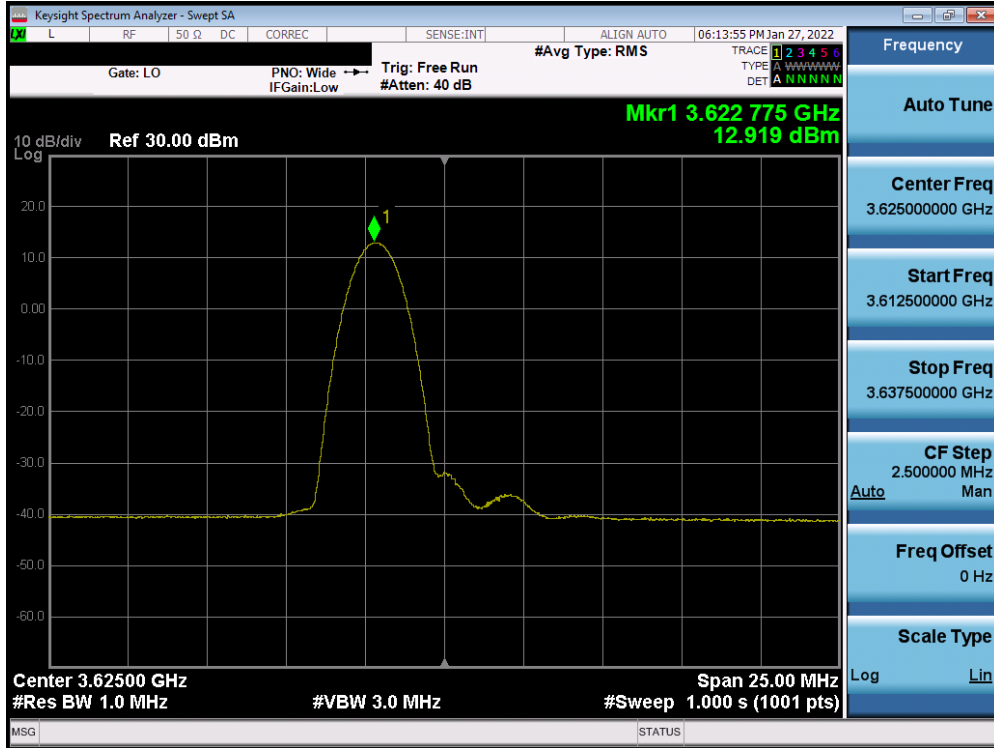 Keysight Spectrum Analyzer - Swept SA
LXI L RF 50 Ω DC CORREC SENSE:INT ALIGN AUTO 06:13:55 PM Jan 27, 2022
Gate: LO
PNO: Wide
IFGain:Low
Trig: Free Run
#Atten: 40 dB
#Avg Type: RMS
TRACE 1 2 3 4 5 6
TYPE A WWWWW
DET A N N N N N
Mkr1 3.622 775 GHz
12.919 dBm
10 dB/div Ref 30.00 dBm
Log
1
20.0
10.0
0.00
-10.0
-20.0
-30.0
-40.0
-50.0
-60.0
Center 3.62500 GHz Span 25.00 MHz
#Res BW 1.0 MHz #VBW 3.0 MHz #Sweep 1.000 s (1001 pts)
MSG STATUS
Frequency
Auto Tune
Center Freq
3.625000000 GHz
Start Freq
3.612500000 GHz
Stop Freq
3.637500000 GHz
CF Step
2.500000 MHz
Auto Man
Freq Offset
0 Hz
Scale Type
Log Lin